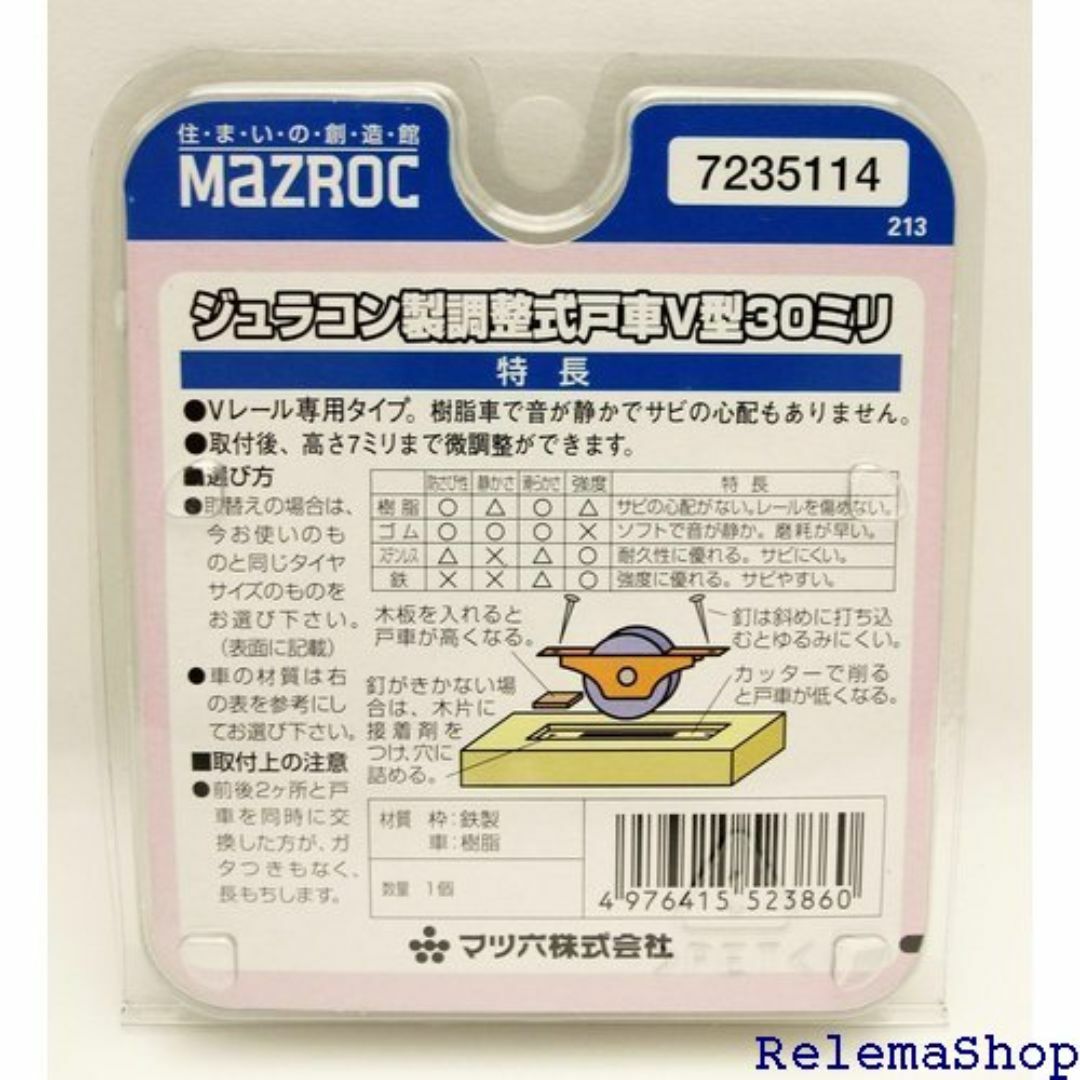 住・ま・い・の・創・造・館
MAZROC
7235114
213
ジュラコン製調整式戸車V型30ミリ
特 長
●Vレール専用タイプ。樹脂車で音が静かでサビの心配もありません。
●取付後、高さ7ミリまで微調整ができます。
■選び方
●取替えの場合は、
今お使いのも
のと同じタイヤ
サイズのものを
お選び下さい。
(表面に記載)
●車の材質は右
の表を参考にし
てお選び下さい。
■取付上の注意
●前後2ヶ所と戸
車を同時に交
換した方が、ガ
タつきもなく、
長もちします。
防さび性 静かさ 滑らかさ 強度 特 長
樹 脂 ○ △ ○ △ サビの心配がない。レールを傷めない。
ゴ ム ○ ○ ○ × ソフトで音が静か。磨耗が早い。
ステンレス △ × △ ○ 耐久性に優れる。サビにくい。
鉄 × × △ ○ 強度に優れる。サビやすい。
木板を入れると
戸車が高くなる。
釘は斜めに打ち込
むとゆるみにくい。
カッターで削る
と戸車が低くなる。
釘がきかない場
合は、木片に
接着剤を
つけ、穴に
詰める。
材質 枠:鉄製
車:樹脂
数量 1個
4 976415 523860
マツ六株式会社
RelemaShop